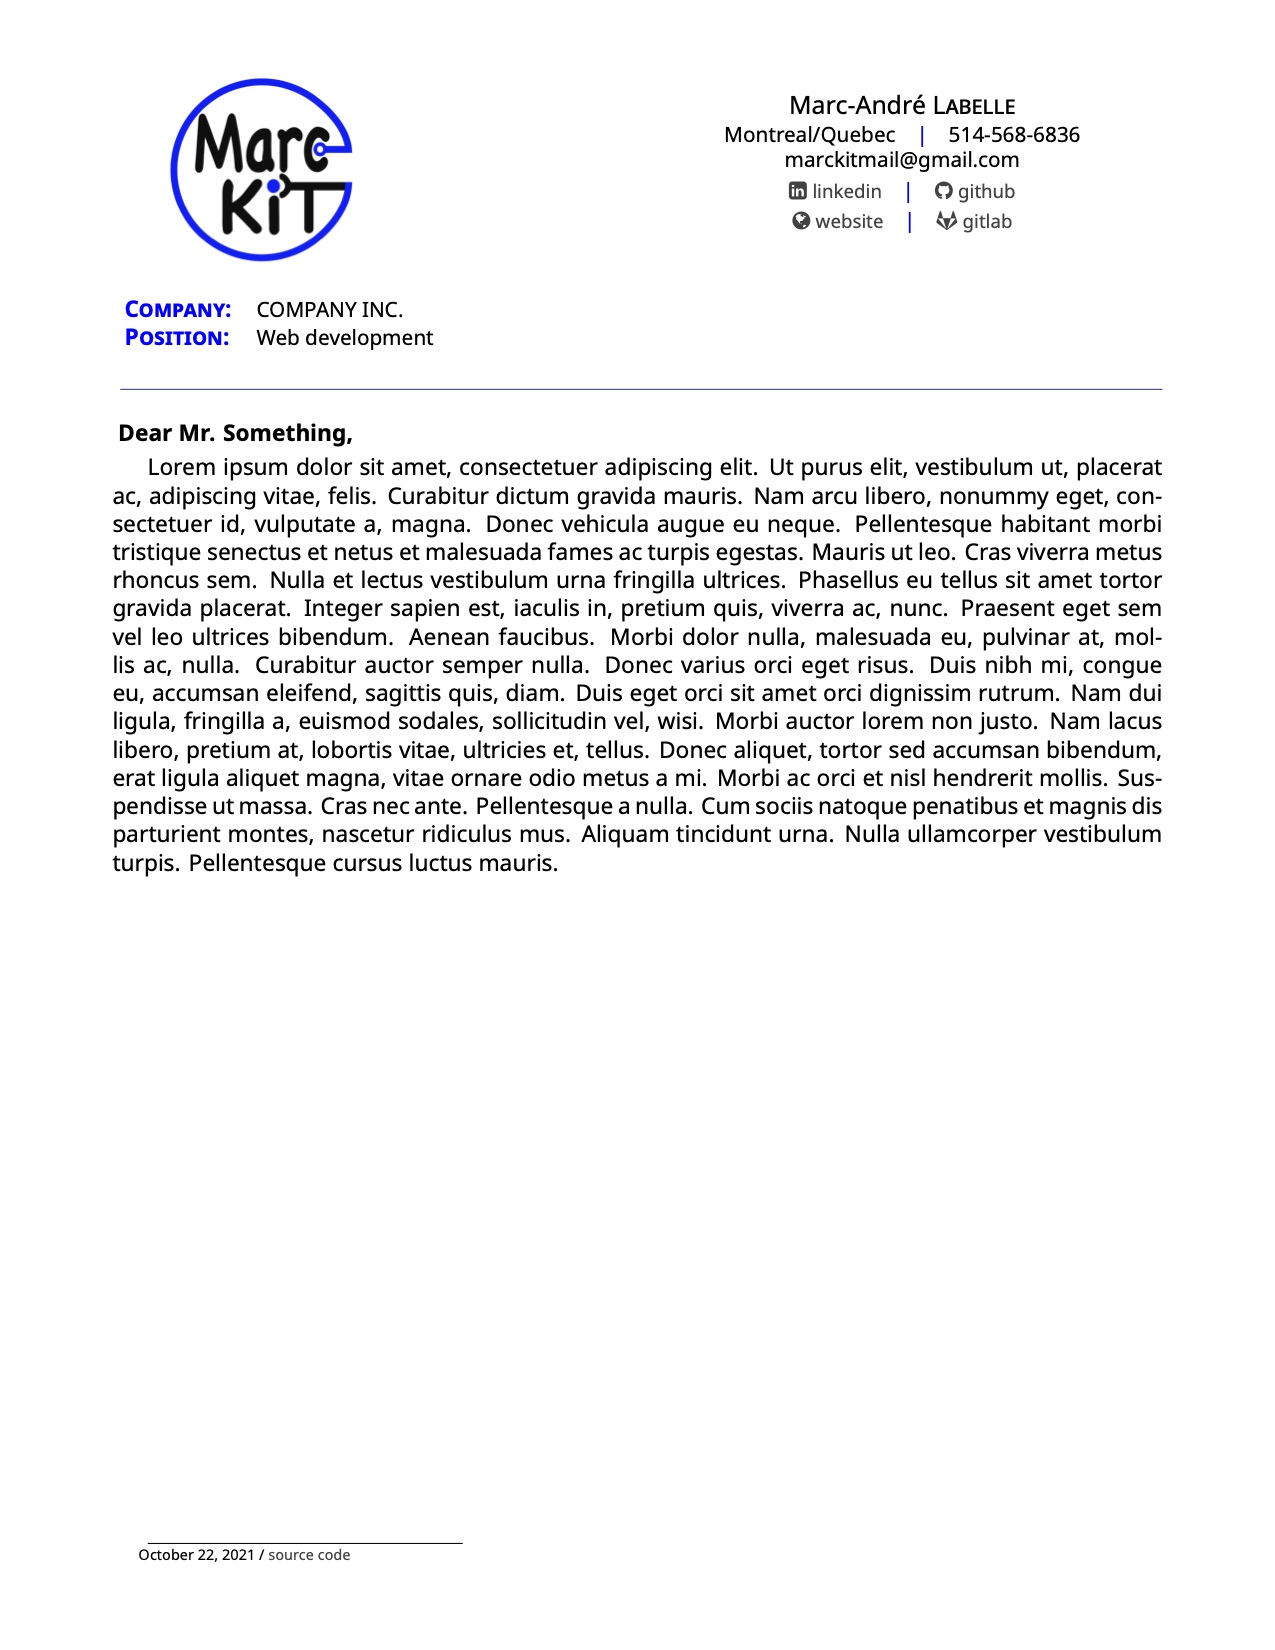 Marc
KiT
Marc-André LABELLE
Montreal/Quebec | 514-568-6836
marckitmail@gmail.com
linkedin | github
website | gitlab
COMPANY: COMPANY INC.
POSITION: Web development
Dear Mr. Something,
Lorem ipsum dolor sit amet, consectetuer adipiscing elit. Ut purus elit, vestibulum ut, placerat
ac, adipiscing vitae, felis. Curabitur dictum gravida mauris. Nam arcu libero, nonummy eget, con-
sectetuer id, vulputate a, magna. Donec vehicula augue eu neque. Pellentesque habitant morbi
tristique senectus et netus et malesuada fames ac turpis egestas. Mauris ut leo. Cras viverra metus
rhoncus sem. Nulla et lectus vestibulum urna fringilla ultrices. Phasellus eu tellus sit amet tortor
gravida placerat. Integer sapien est, iaculis in, pretium quis, viverra ac, nunc. Praesent eget sem
vel leo ultrices bibendum. Aenean faucibus. Morbi dolor nulla, malesuada eu, pulvinar at, mol-
lis ac, nulla. Curabitur auctor semper nulla. Donec varius orci eget risus. Duis nibh mi, congue
eu, accumsan eleifend, sagittis quis, diam. Duis eget orci sit amet orci dignissim rutrum. Nam dui
ligula, fringilla a, euismod sodales, sollicitudin vel, wisi. Morbi auctor lorem non justo. Nam lacus
libero, pretium at, lobortis vitae, ultricies et, tellus. Donec aliquet, tortor sed accumsan bibendum,
erat ligula aliquet magna, vitae ornare odio metus a mi. Morbi ac orci et nisl hendrerit mollis. Sus-
pendisse ut massa. Cras nec ante. Pellentesque a nulla. Cum sociis natoque penatibus et magnis dis
parturient montes, nascetur ridiculus mus. Aliquam tincidunt urna. Nulla ullamcorper vestibulum
turpis. Pellentesque cursus luctus mauris.
October 22, 2021 / source code